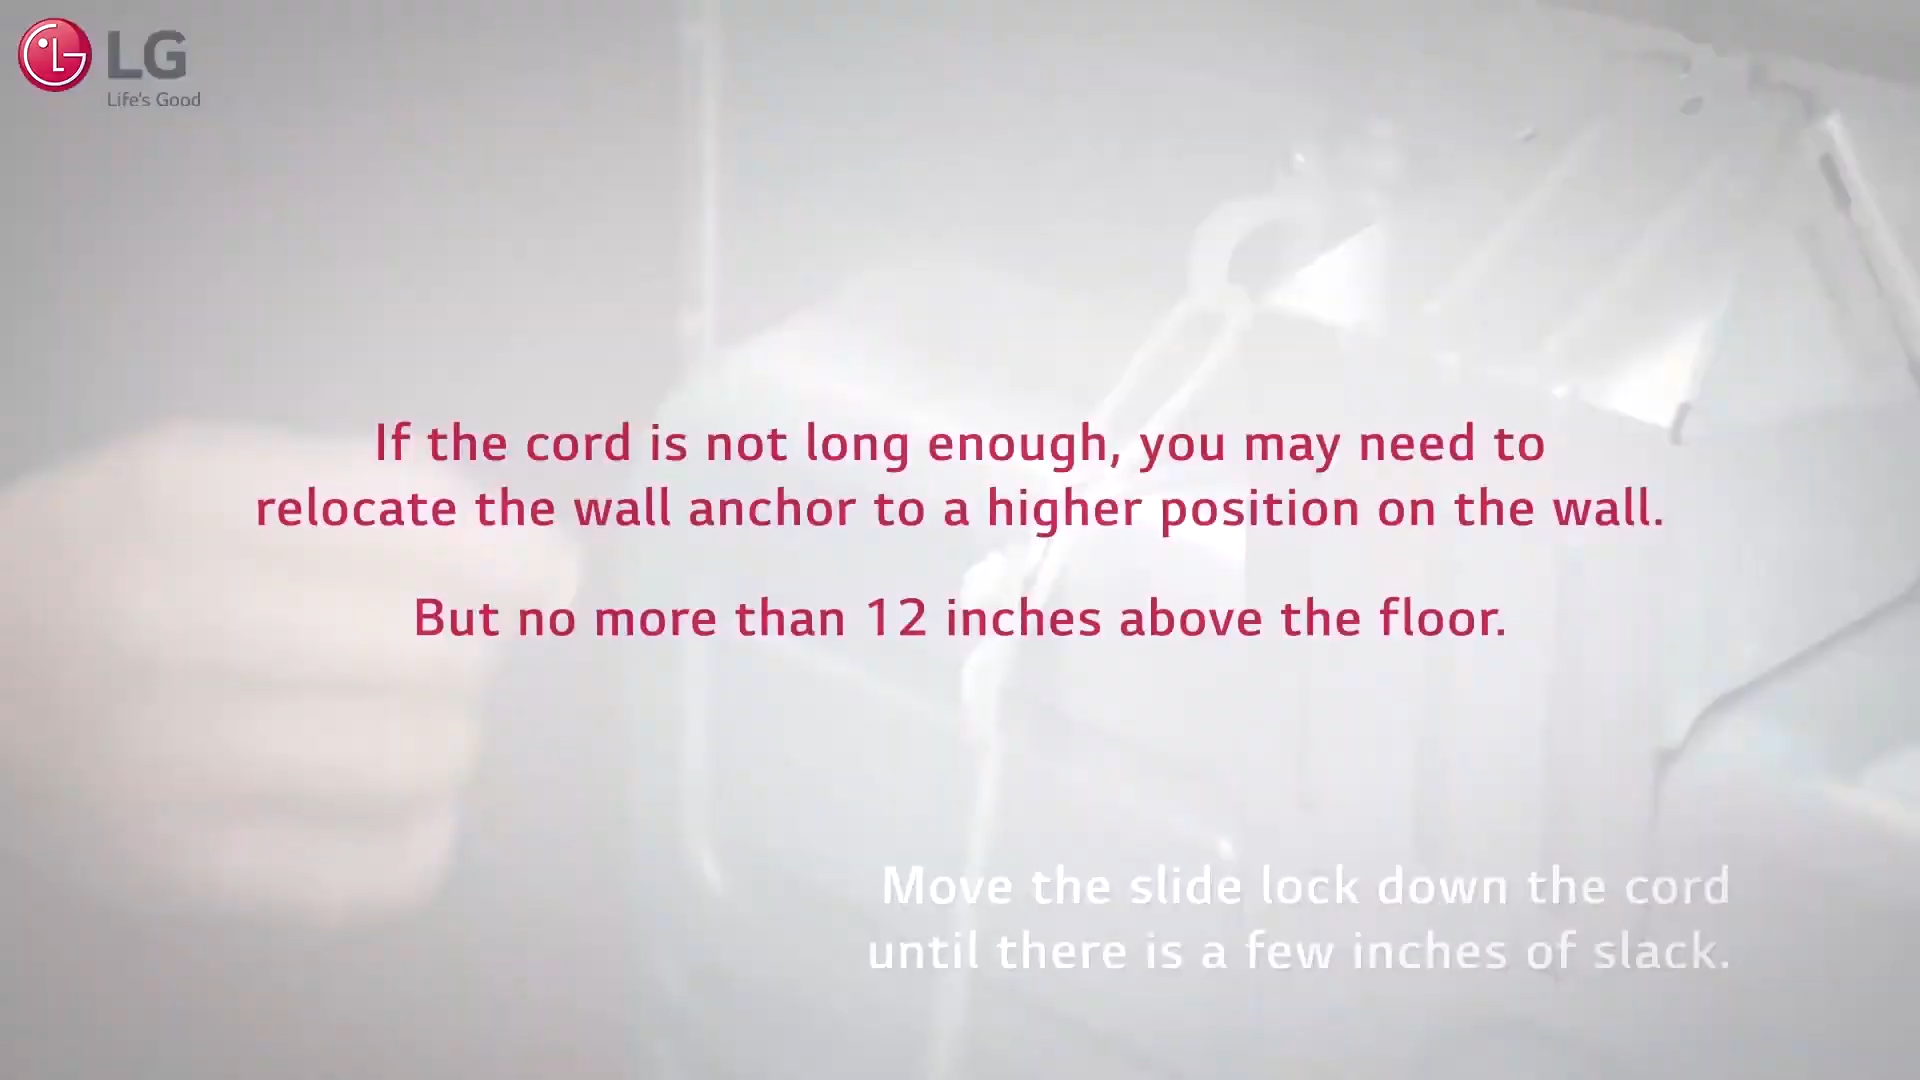 LG
Life's Good
If the cord is not long enough, you may need to
relocate the wall anchor to a higher position on the wall.
But no more than 12 inches above the floor.
Move the slide lock down the cord
until there is a few inches of slack.